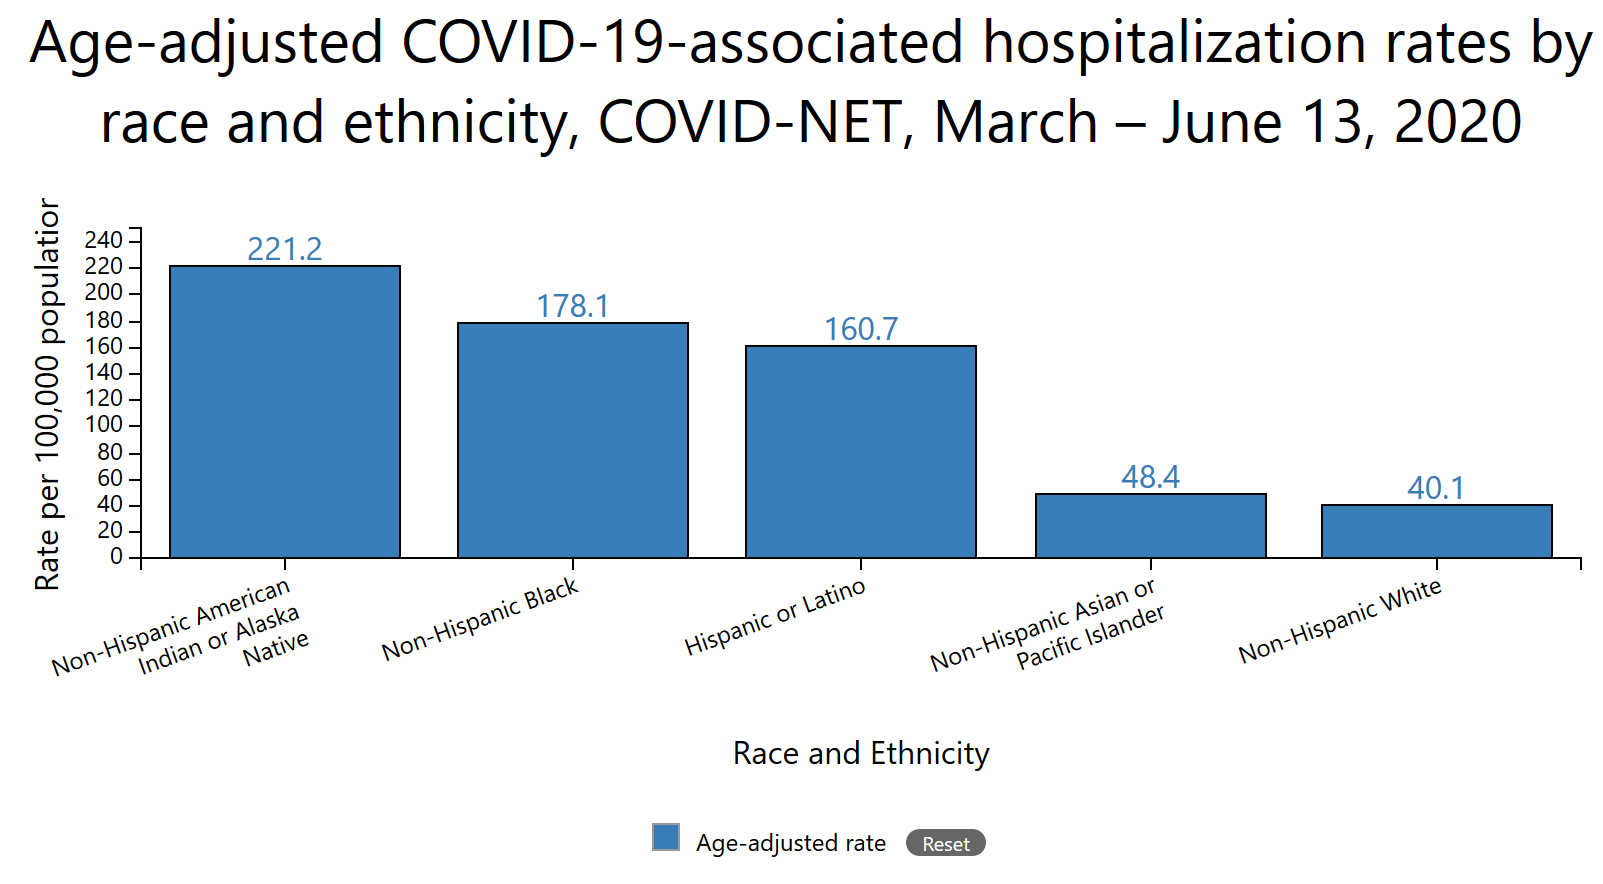 Age-adjusted COVID-19-associated hospitalization rates by
race and ethnicity, COVID-NET, March – June 13, 2020
Rate per 100,000 population
240
220
200
180
160
140
120
100
80
60
40
20
0
221.2
178.1
160.7
48.4
40.1
Non-Hispanic American
Indian or Alaska
Native
Non-Hispanic Black
Hispanic or Latino
Non-Hispanic Asian or
Pacific Islander
Non-Hispanic White
Race and Ethnicity
Age-adjusted rate
Reset